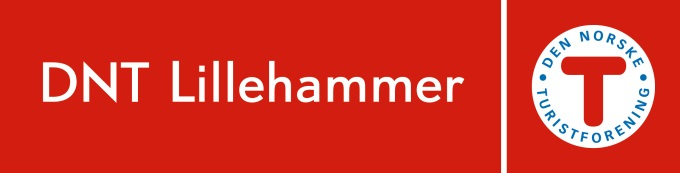 DNT Lillehammer
DEN NORSKE
T
TURISTFORENING